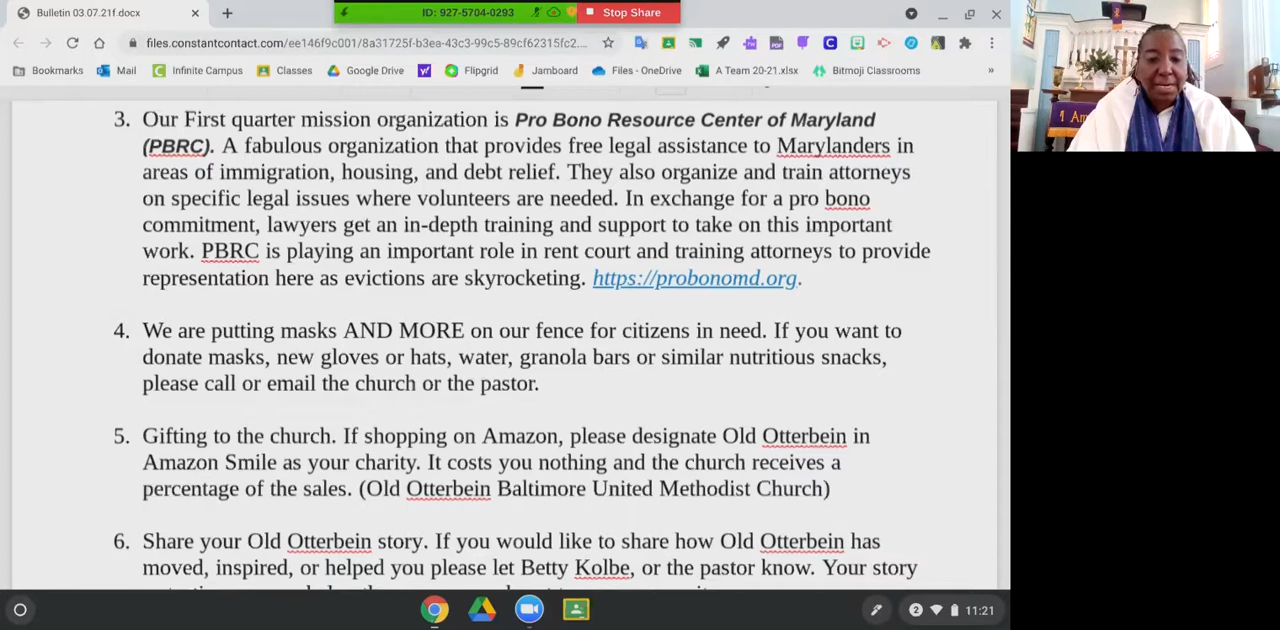 Bulletin 03.07.21f.docx
ID: 927-5704-0293
Stop Share
files.constantcontact.com/ee146f9c001/8a31725f-b3ea-43c3-99c5-89cf62315fc2...
Bookmarks Mail Infinite Campus Classes Google Drive Flipgrid Jamboard Files - OneDrive A Team 20-21.xlsx Bitmoji Classrooms »
3. Our First quarter mission organization is Pro Bono Resource Center of Maryland
(PBRC). A fabulous organization that provides free legal assistance to Marylanders in
areas of immigration, housing, and debt relief. They also organize and train attorneys
on specific legal issues where volunteers are needed. In exchange for a pro bono
commitment, lawyers get an in-depth training and support to take on this important
work. PBRC is playing an important role in rent court and training attorneys to provide
representation here as evictions are skyrocketing. https://probonomd.org.
4. We are putting masks AND MORE on our fence for citizens in need. If you want to
donate masks, new gloves or hats, water, granola bars or similar nutritious snacks,
please call or email the church or the pastor.
5. Gifting to the church. If shopping on Amazon, please designate Old Otterbein in
Amazon Smile as your charity. It costs you nothing and the church receives a
percentage of the sales. (Old Otterbein Baltimore United Methodist Church)
6. Share your Old Otterbein story. If you would like to share how Old Otterbein has
moved, inspired, or helped you please let Betty Kolbe, or the pastor know. Your story
2 11:21